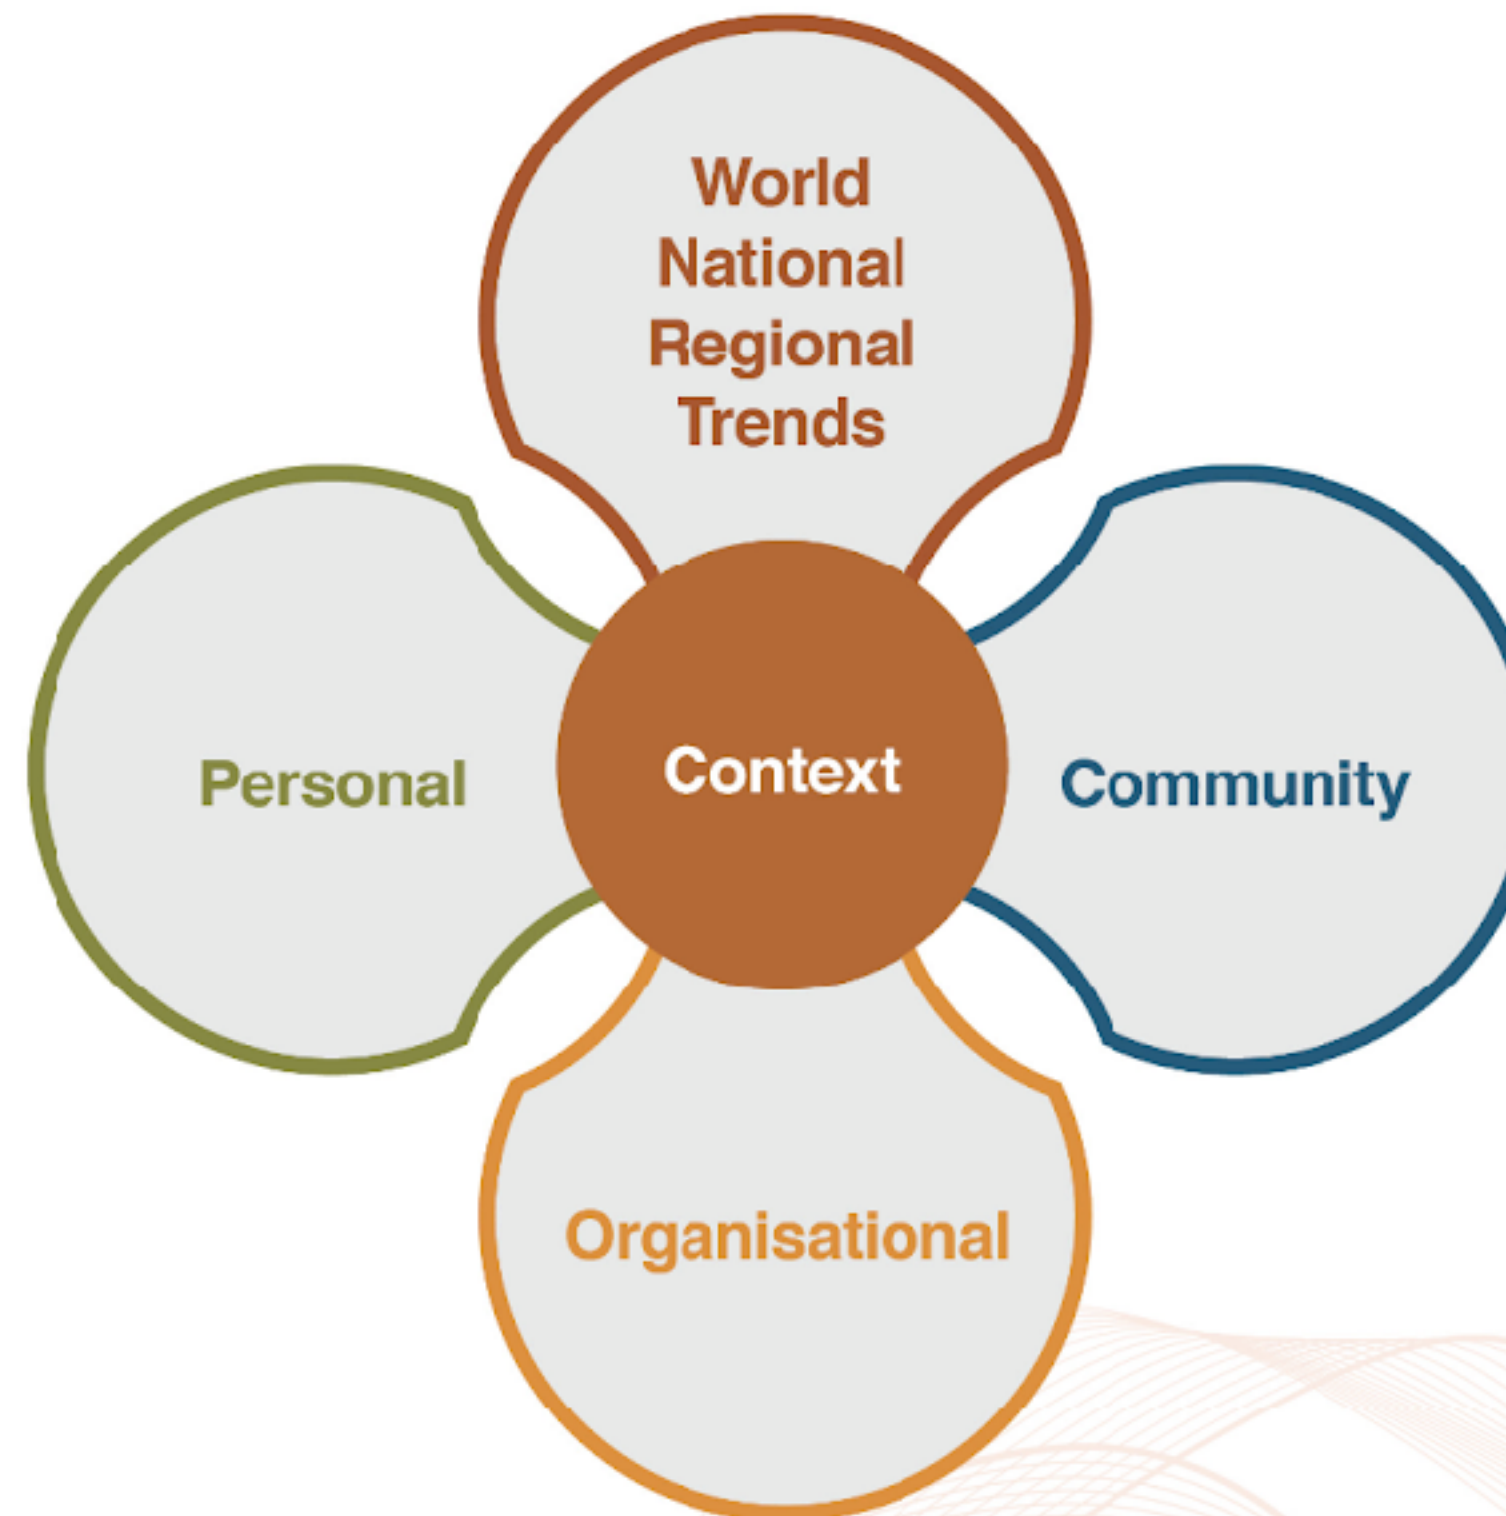 World
National
Regional
Trends
Personal
Context
Community
Organisational